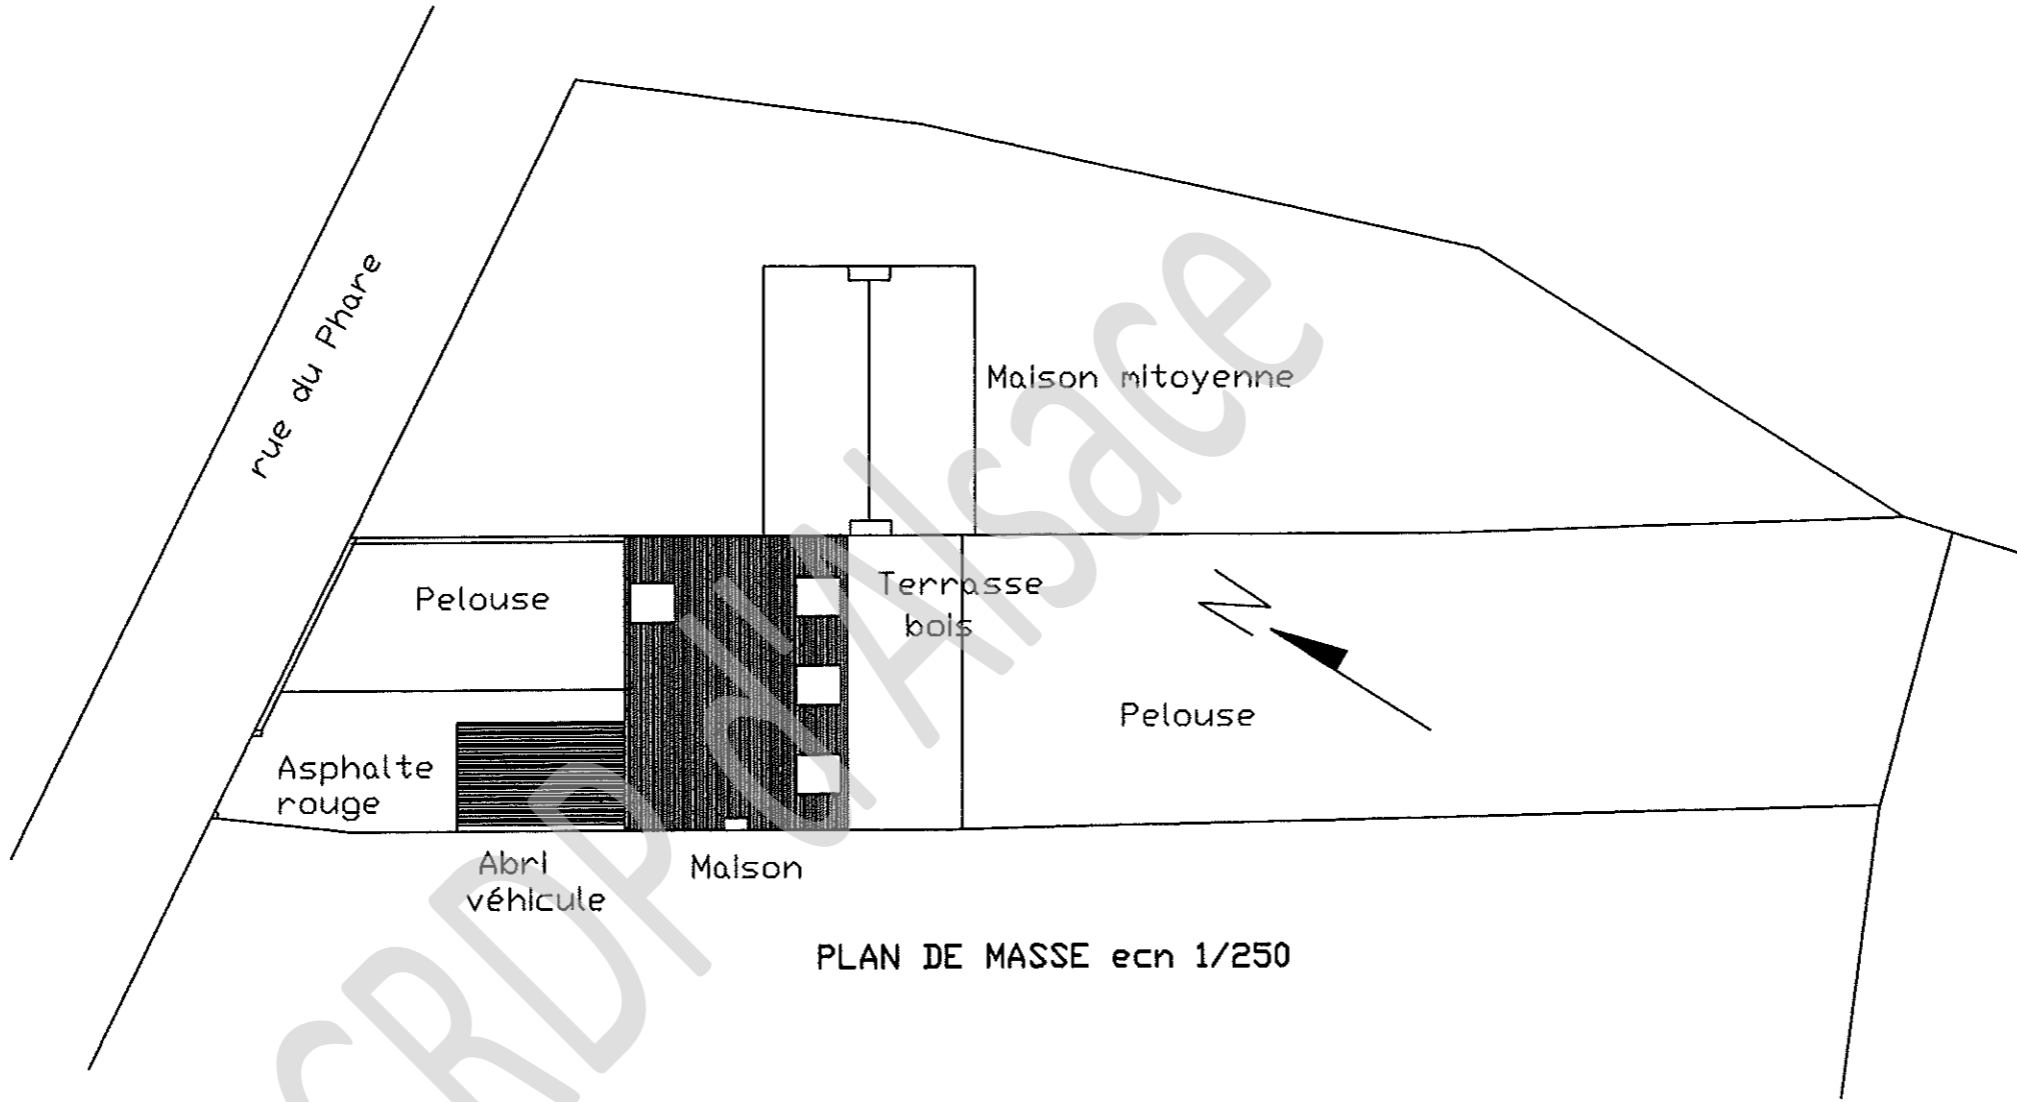 rue du Phare
Maison mitoyenne
Pelouse
Terrasse
bois
Pelouse
Asphalte
rouge
Abri
véhicule
Maison
PLAN DE MASSE ecn 1/250
CRDP d'Alsace
N